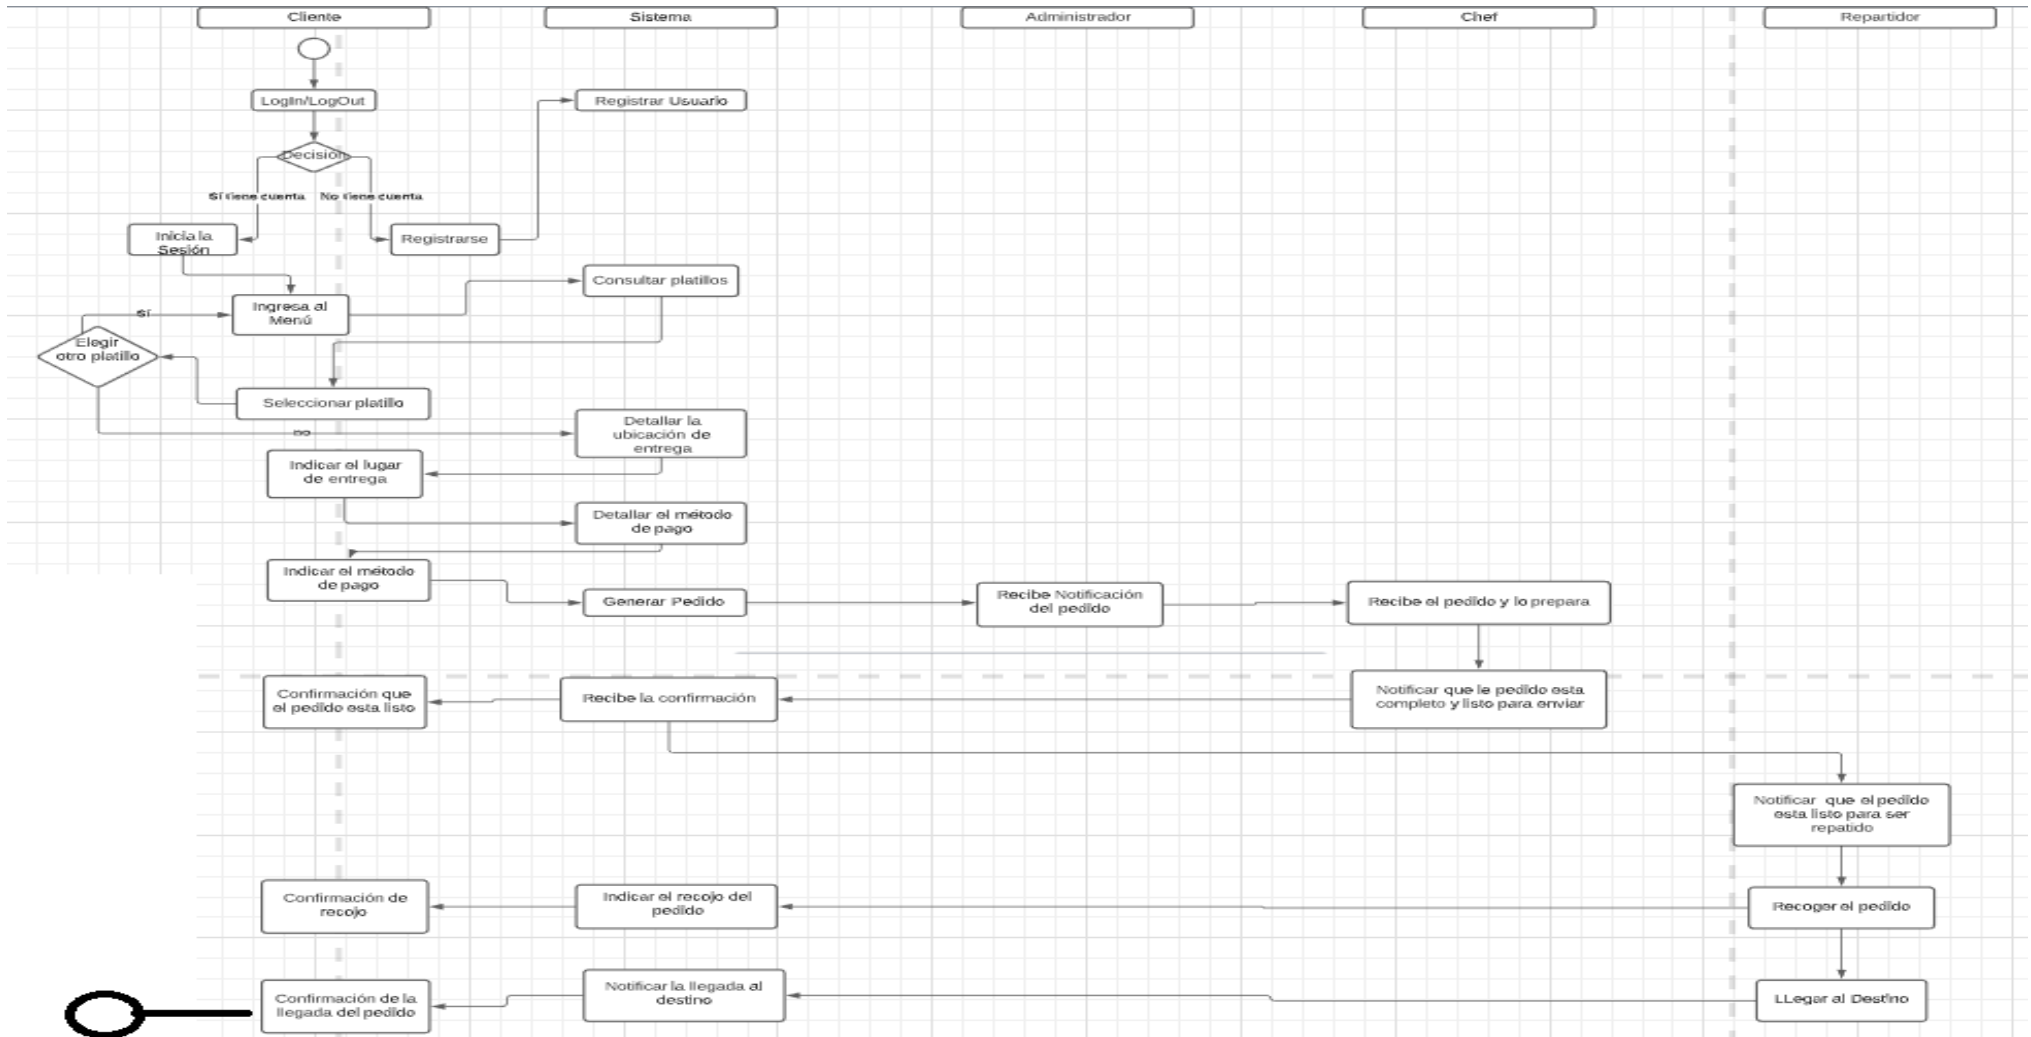 Cliente
Sistema
Administrador
Chef
Repartidor
LogIn/LogOut
Registrar Usuario
Decisión
Sí tiene cuenta
No tiene cuenta
Inicia la
Sesión
Registrarse
Consultar platillos
Ingresa al
Menú
Sí
Elegir
otro platillo
Seleccionar platillo
no
Detallar la
ubicación de
entrega
Indicar el lugar
de entrega
Detallar el método
de pago
Indicar el método
de pago
Generar Pedido
Recibe Notificación
del pedido
Recibe el pedido y lo prepara
Confirmación que
el pedido esta listo
Recibe la confirmación
Notificar que le pedido esta
completo y listo para enviar
Notificar que el pedido
esta listo para ser
repatido
Confirmación de
recojo
Indicar el recojo del
pedido
Recoger el pedido
Confirmación de la
llegada del pedido
Notificar la llegada al
destino
LLegar al Destino